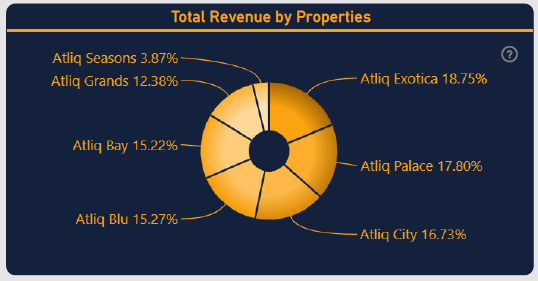 Total Revenue by Properties
?
Atliq Seasons 3.87%
Atliq Grands 12.38%
Atliq Exotica 18.75%
Atliq Bay 15.22%
Atliq Palace 17.80%
Atliq Blu 15.27%
Atliq City 16.73%